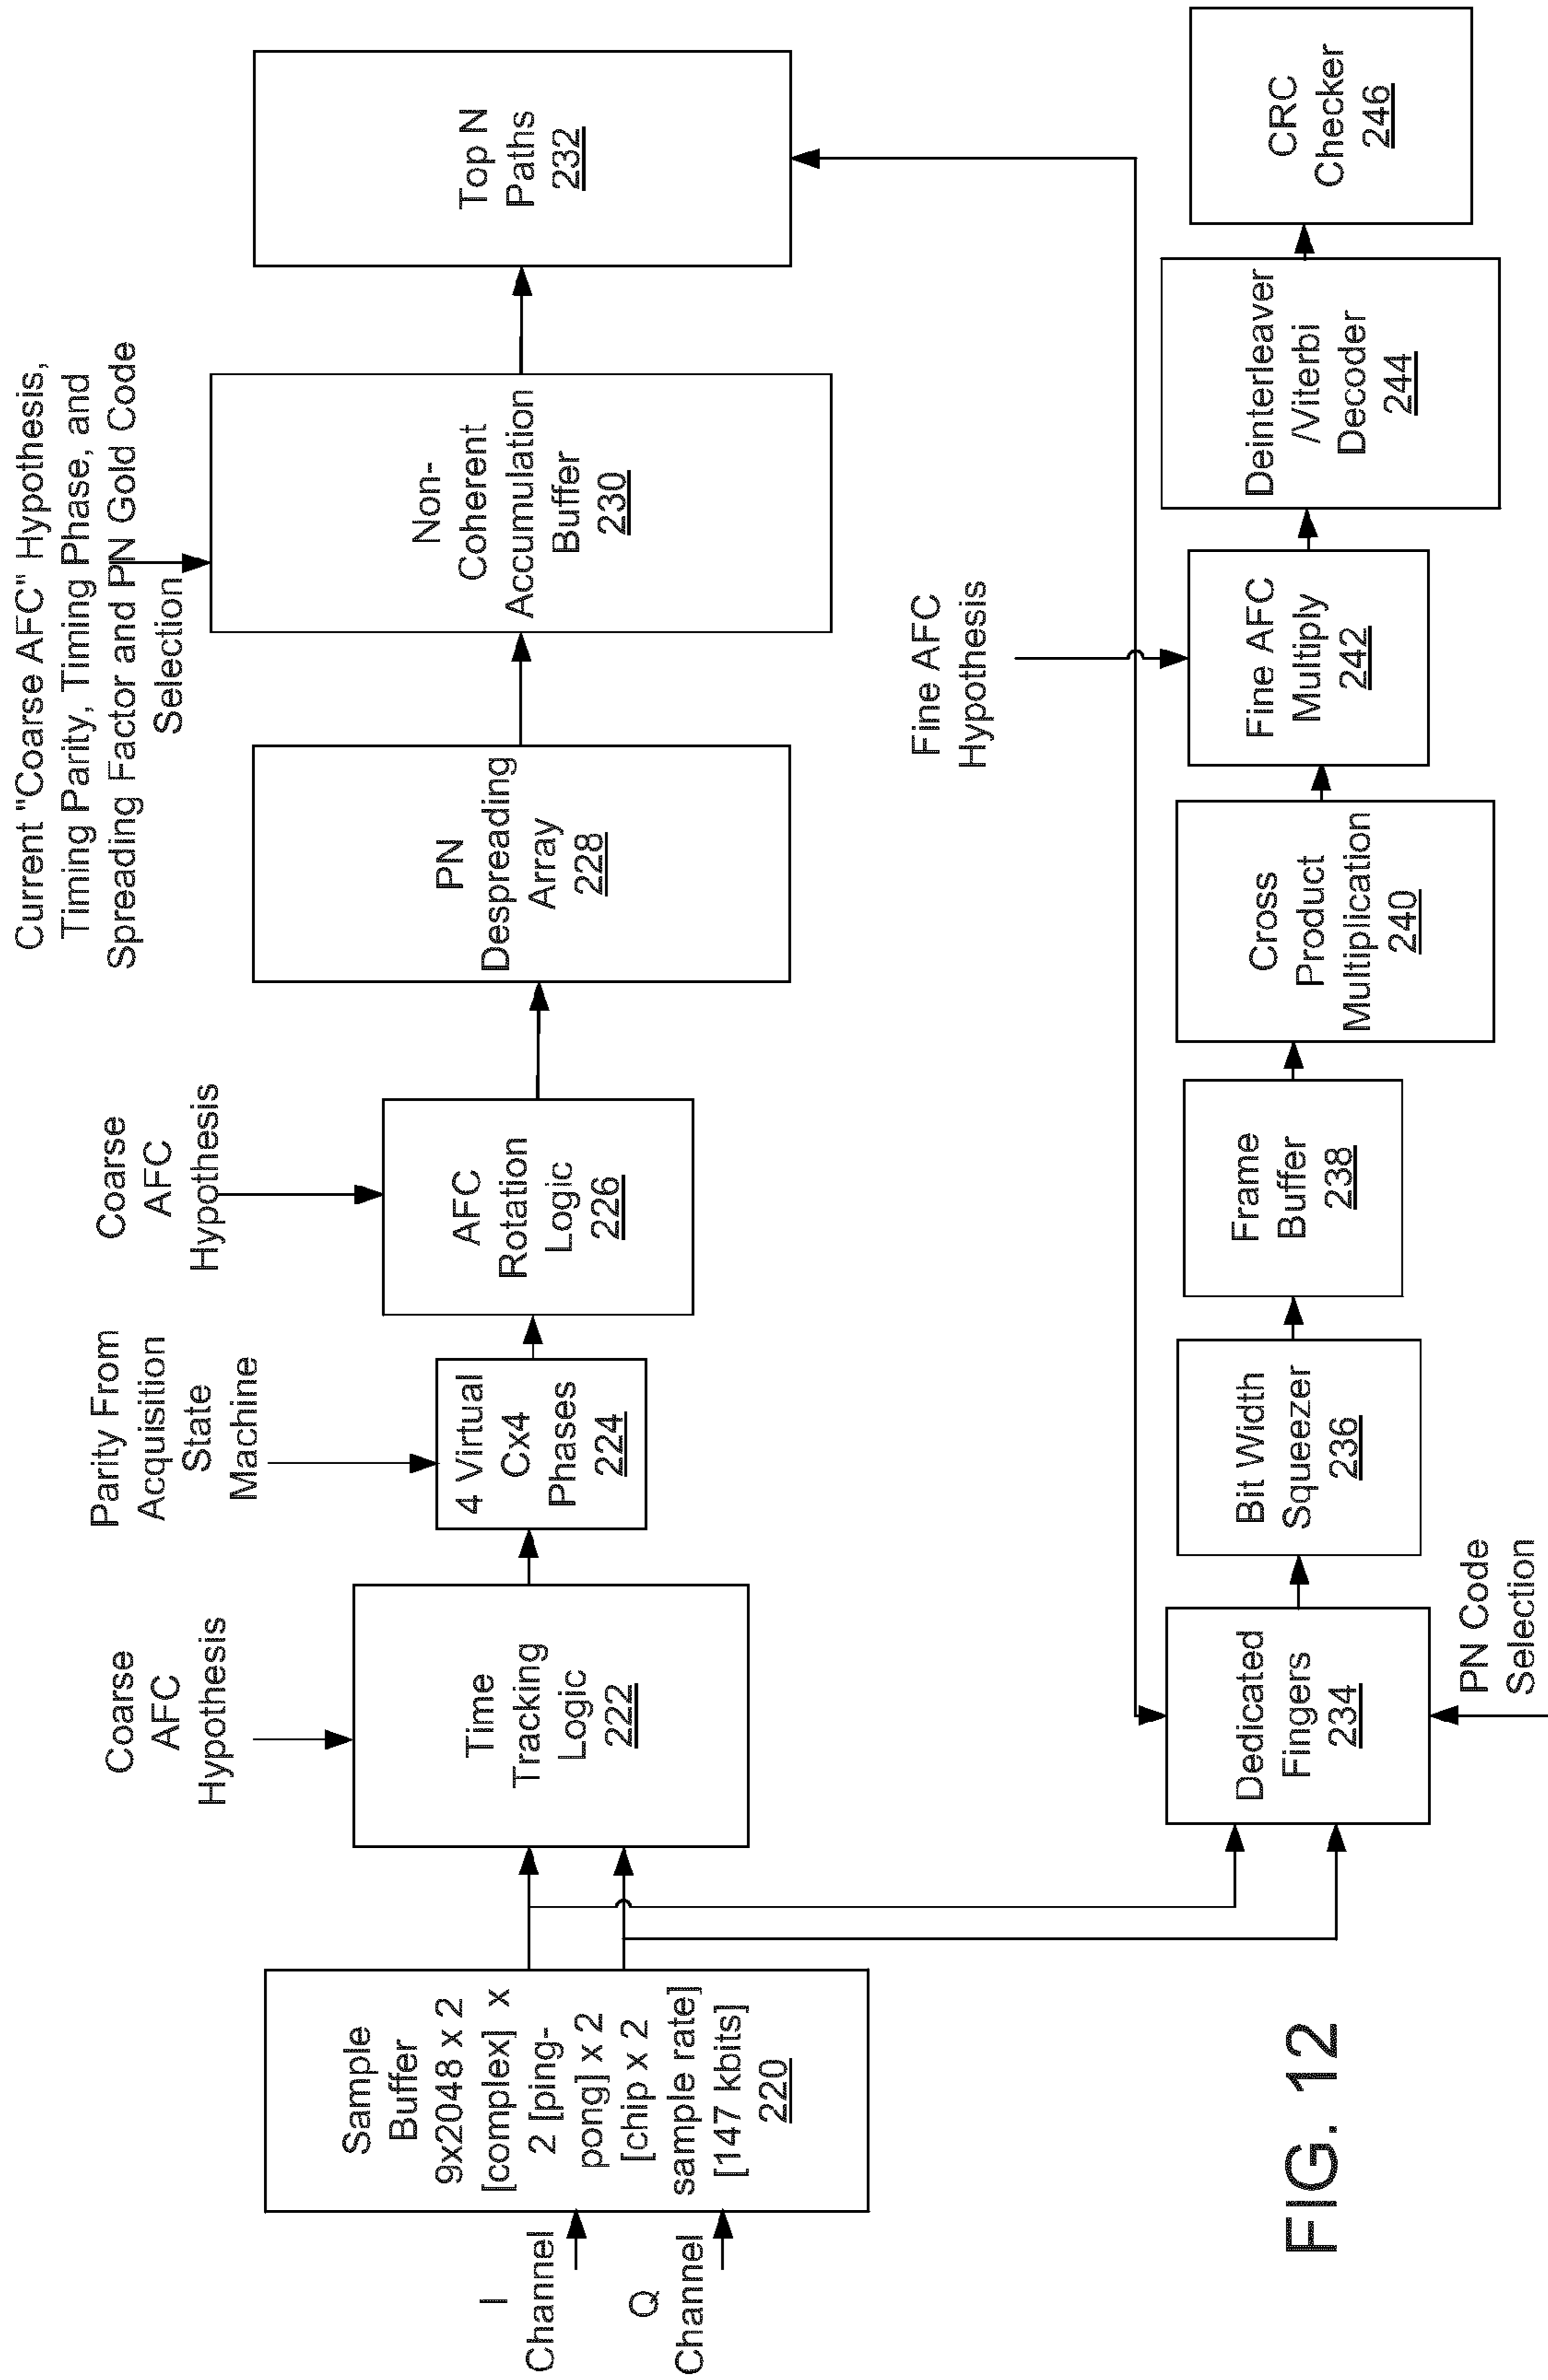 I
Channel
Q
Channel
Sample
Buffer
9x2048 x 2
[complex] x
2 [ping-
pong] x 2
[chip x 2
sample rate]
[147 kbits]
220
Coarse
AFC
Hypothesis
Time
Tracking
Logic
222
Parity From
Acquisition
State
Machine
4 Virtual
Cx4
Phases
224
Coarse
AFC
Hypothesis
AFC
Rotation
Logic
226
PN
Despreading
Array
228
Current "Coarse AFC" Hypothesis,
Timing Parity, Timing Phase, and
Spreading Factor and PN Gold Code
Selection
Non-
Coherent
Accumulation
Buffer
230
Top N
Paths
232
Dedicated
Fingers
234
PN Code
Selection
Bit Width
Squeezer
236
Frame
Buffer
238
Cross
Product
Multiplication
240
Fine AFC
Hypothesis
Fine AFC
Multiply
242
Deinterleaver
/Viterbi
Decoder
244
CRC
Checker
246
FIG. 12